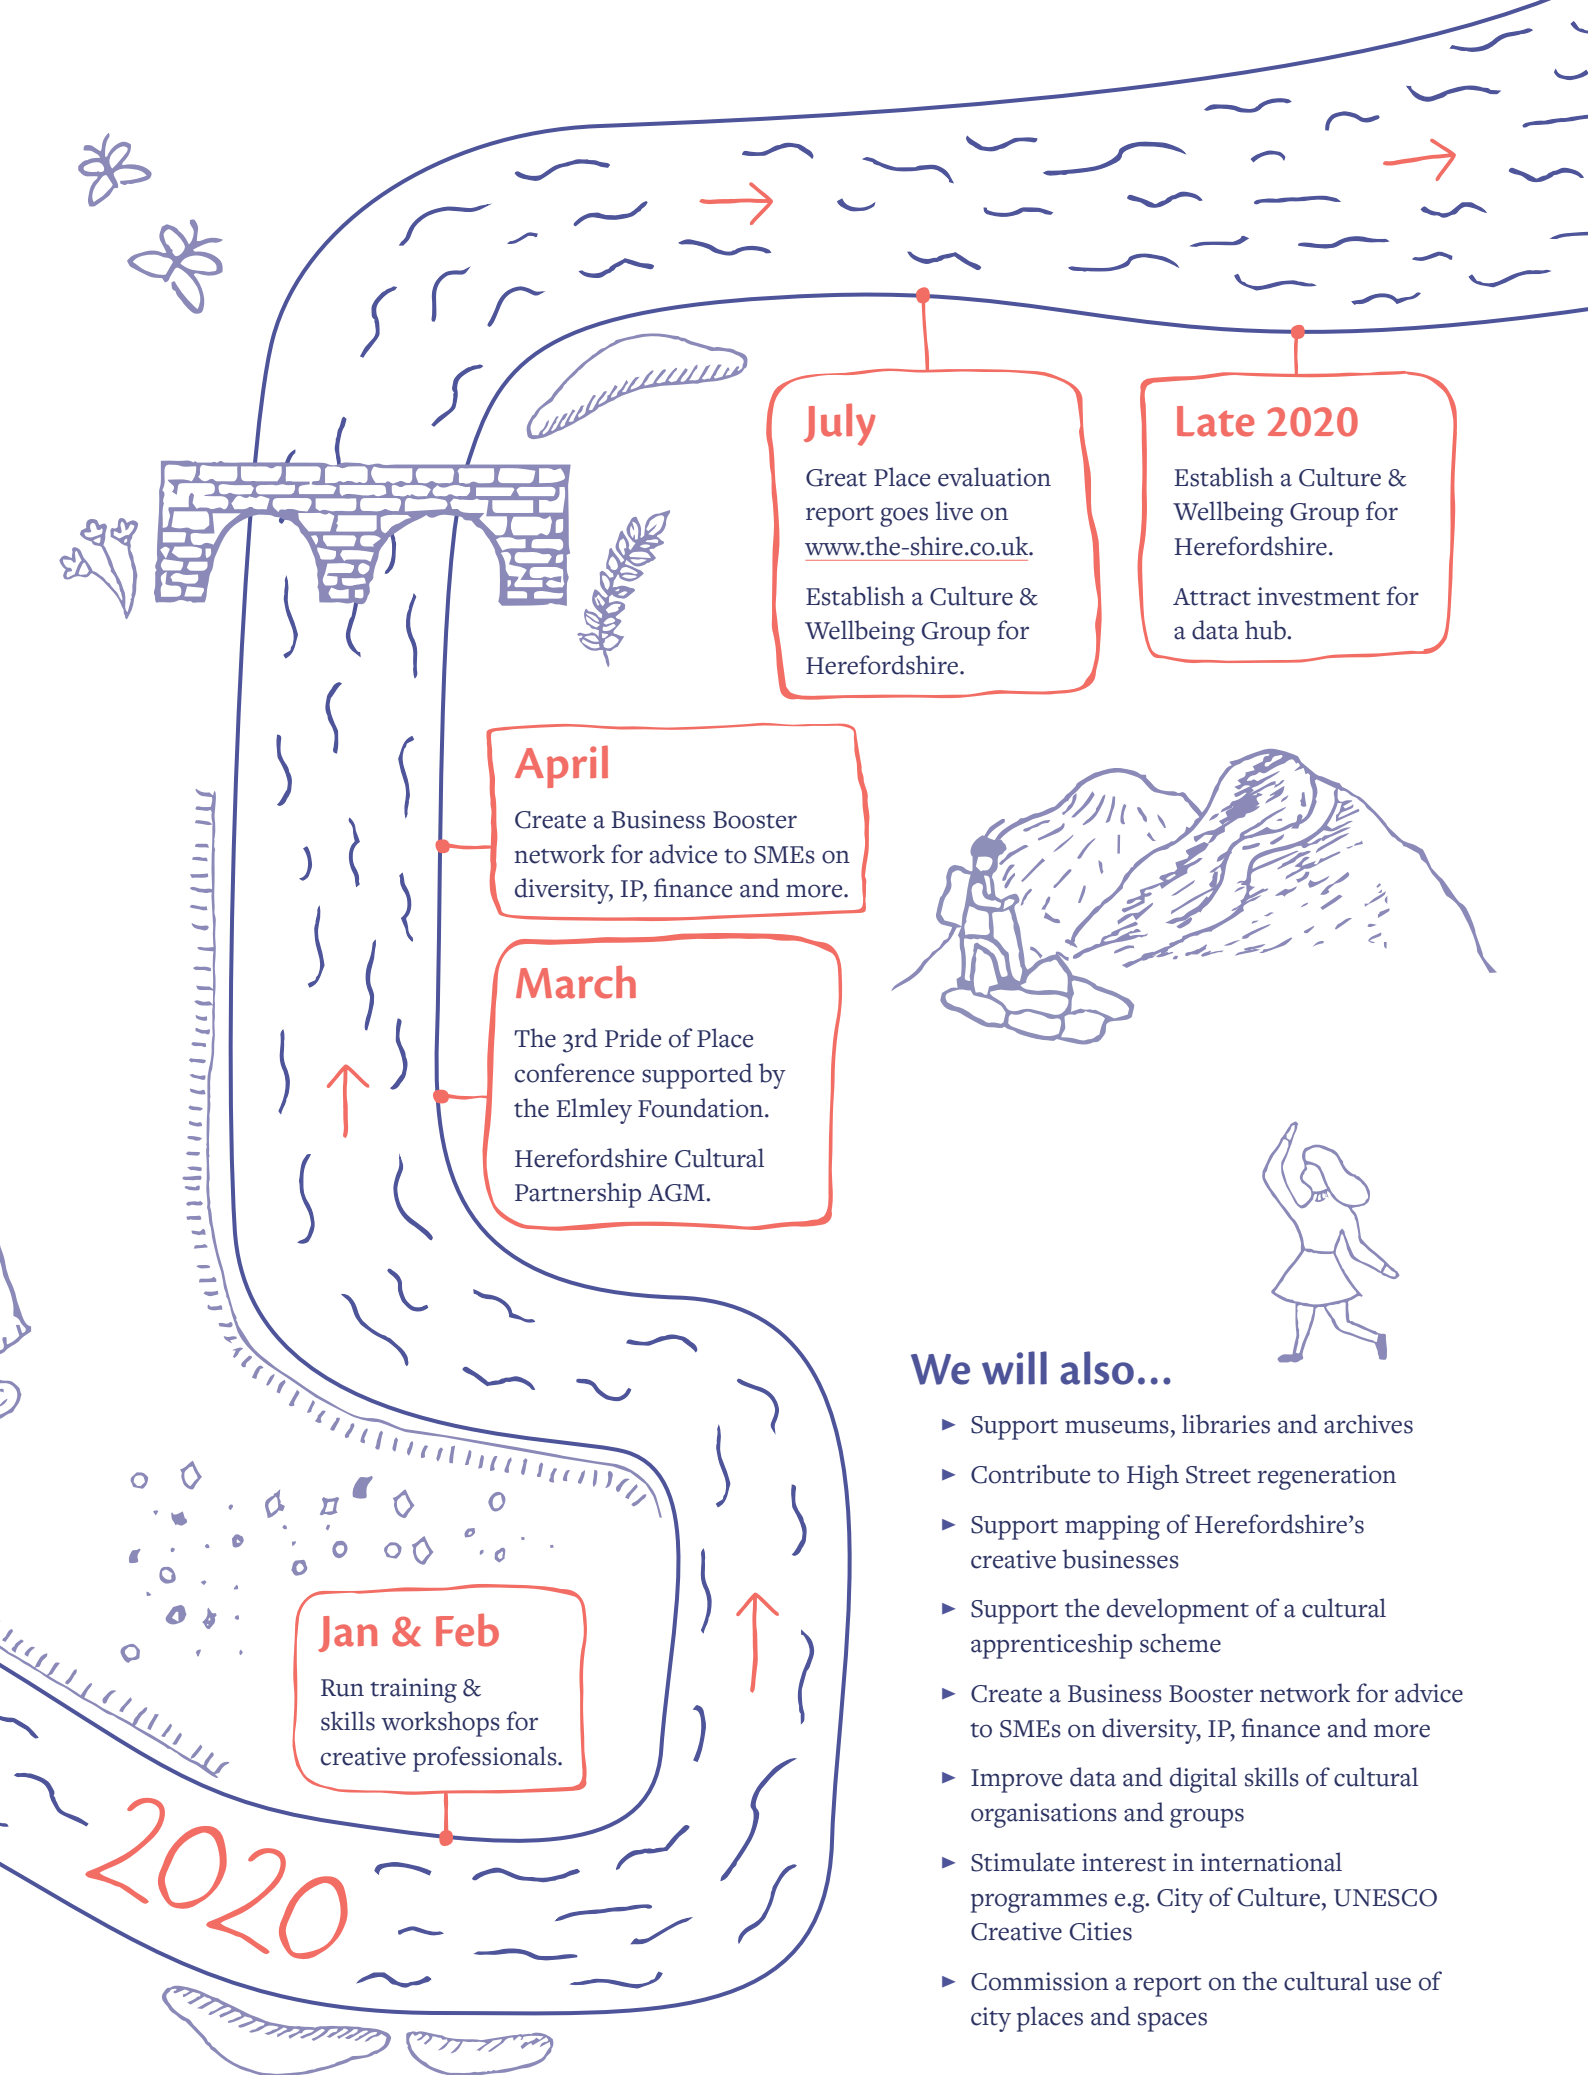 July
Great Place evaluation
report goes live on
www.the-shire.co.uk.
Establish a Culture &
Wellbeing Group for
Herefordshire.
Late 2020
Establish a Culture &
Wellbeing Group for
Herefordshire.
Attract investment for
a data hub.
April
Create a Business Booster
network for advice to SMEs on
diversity, IP, finance and more.
March
The 3rd Pride of Place
conference supported by
the Elmley Foundation.
Herefordshire Cultural
Partnership AGM.
Jan & Feb
Run training &
skills workshops for
creative professionals.
2020
We will also...
► Support museums, libraries and archives
► Contribute to High Street regeneration
► Support mapping of Herefordshire's
creative businesses
► Support the development of a cultural
apprenticeship scheme
► Create a Business Booster network for advice
to SMEs on diversity, IP, finance and more
► Improve data and digital skills of cultural
organisations and groups
► Stimulate interest in international
programmes e.g. City of Culture, UNESCO
Creative Cities
► Commission a report on the cultural use of
city places and spaces